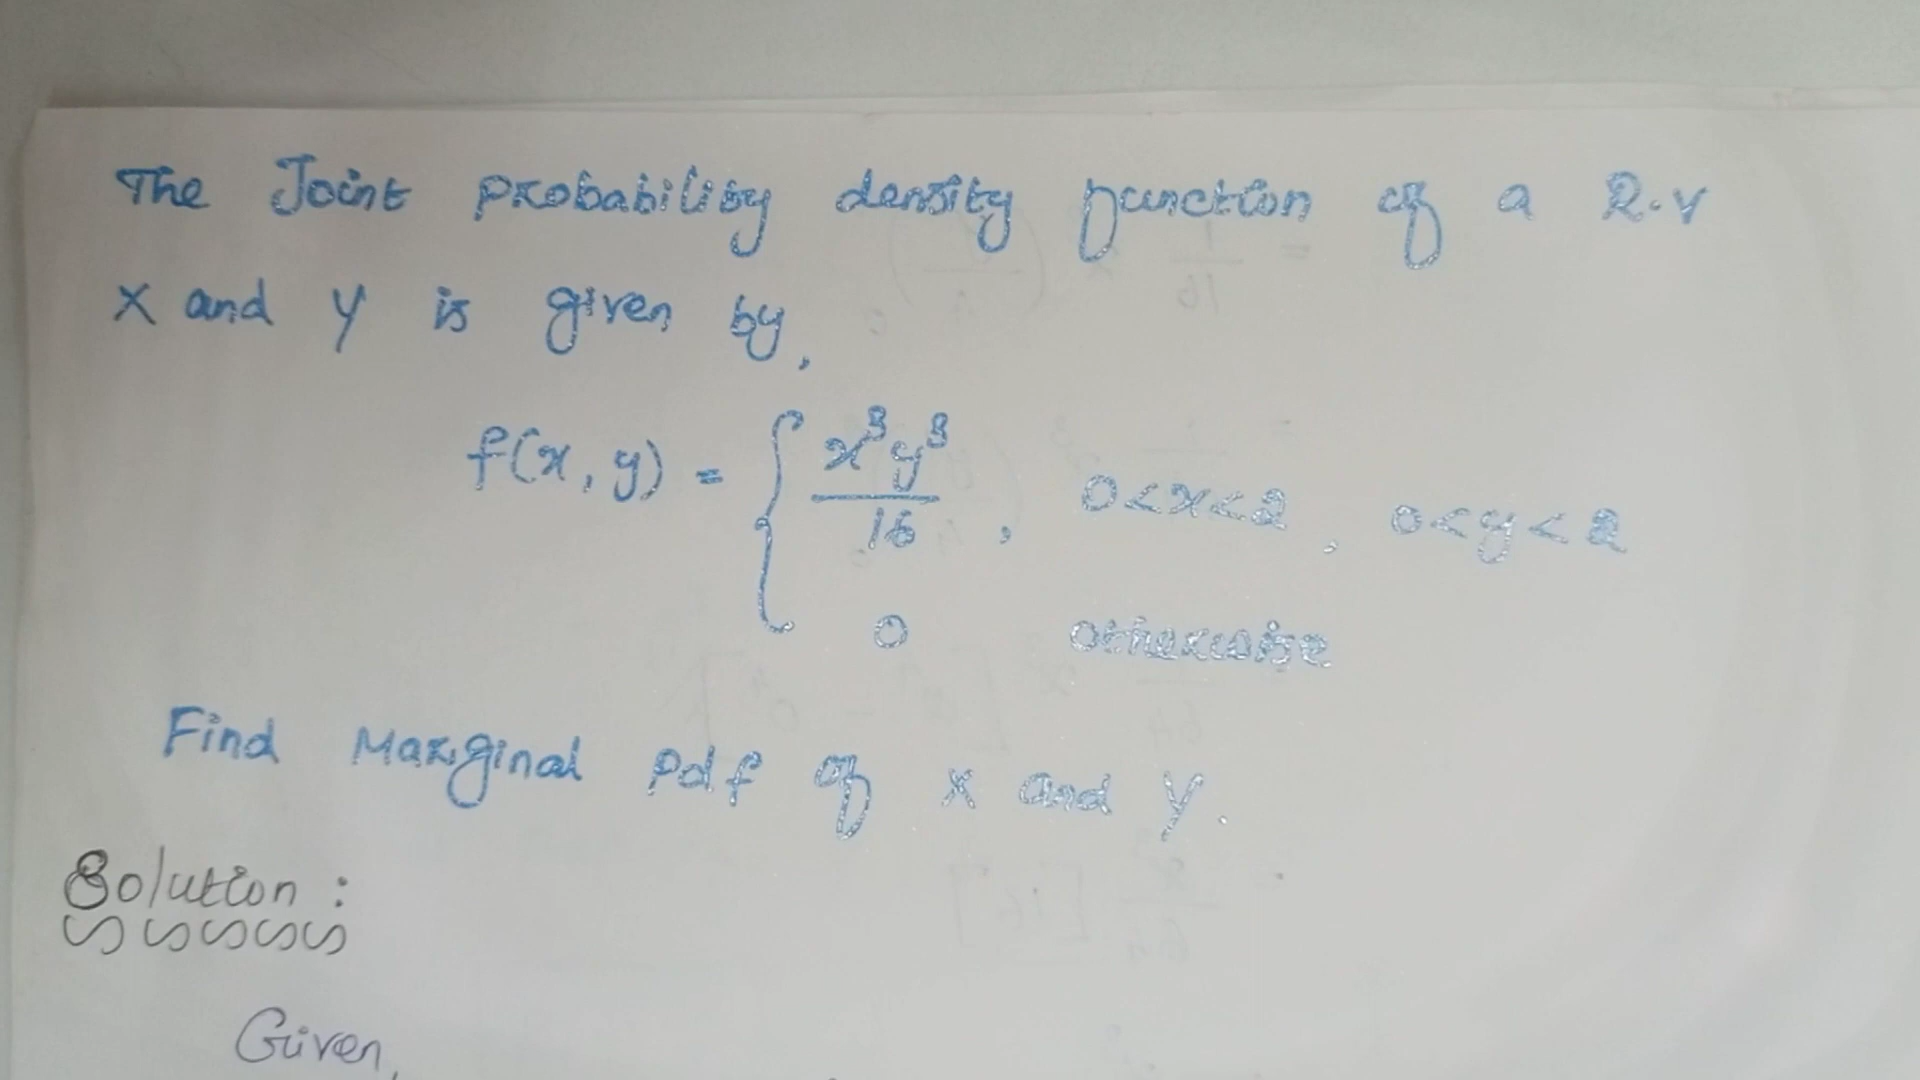 The Joint probability density function of a R.v
X and Y is given by,
f(x, y) = { x³y³/16 , 0<x<2 , 0<y<2
0 otherwise
Find Marginal Pdf of X and Y.
Solution :
Given,